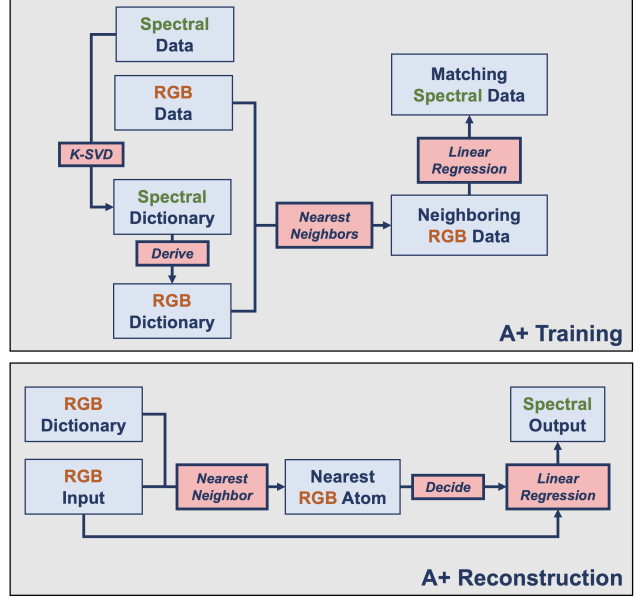 Spectral
Data
RGB
Data
K-SVD
Spectral
Dictionary
Derive
RGB
Dictionary
Nearest
Neighbors
Matching
Spectral Data
Linear
Regression
Neighboring
RGB Data
A+ Training
RGB
Dictionary
RGB
Input
Nearest
Neighbor
Nearest
RGB Atom
Decide
Spectral
Output
Linear
Regression
A+ Reconstruction